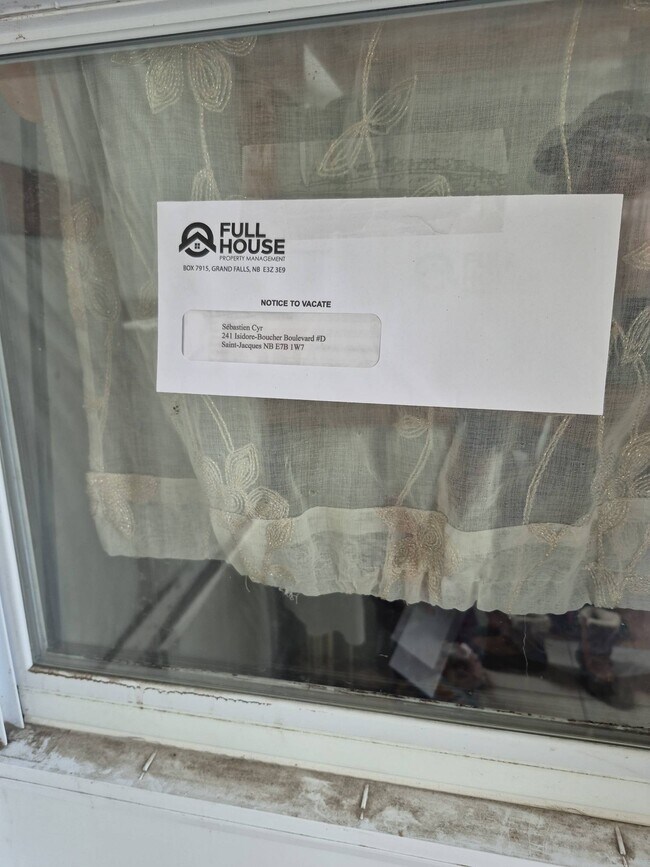 FULL
HOUSE
PROPERTY MANAGEMENT
BOX 7915, GRAND FALLS, NB E3Z 3E9
NOTICE TO VACATE
Sébastien Cyr
241 Isidore-Boucher Boulevard #D
Saint-Jacques NB E7B 1W7